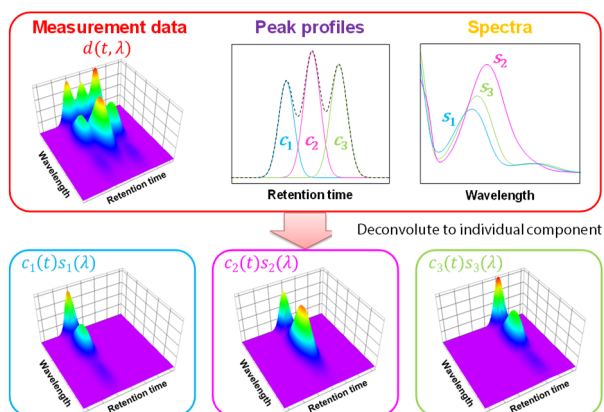 Measurement data
d(t, λ)
Wavelength
Retention time
Peak profiles
c₁
c₂
c₃
Retention time
Spectra
s₂
s₃
s₁
Wavelength
Deconvolute to individual component
c₁(t)s₁(λ)
Wavelength
Retention time
c₂(t)s₂(λ)
Wavelength
Retention time
c₃(t)s₃(λ)
Wavelength
Retention time